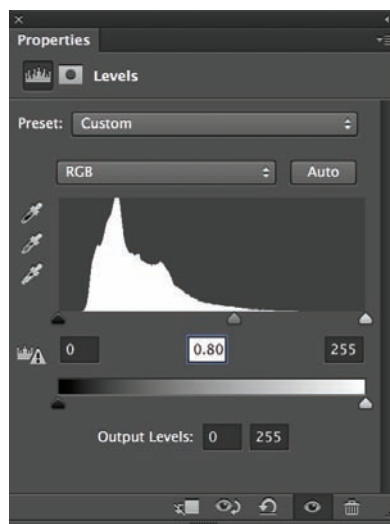 Properties
Levels
Preset: Custom
RGB Auto
0 0.80 255
Output Levels: 0 255